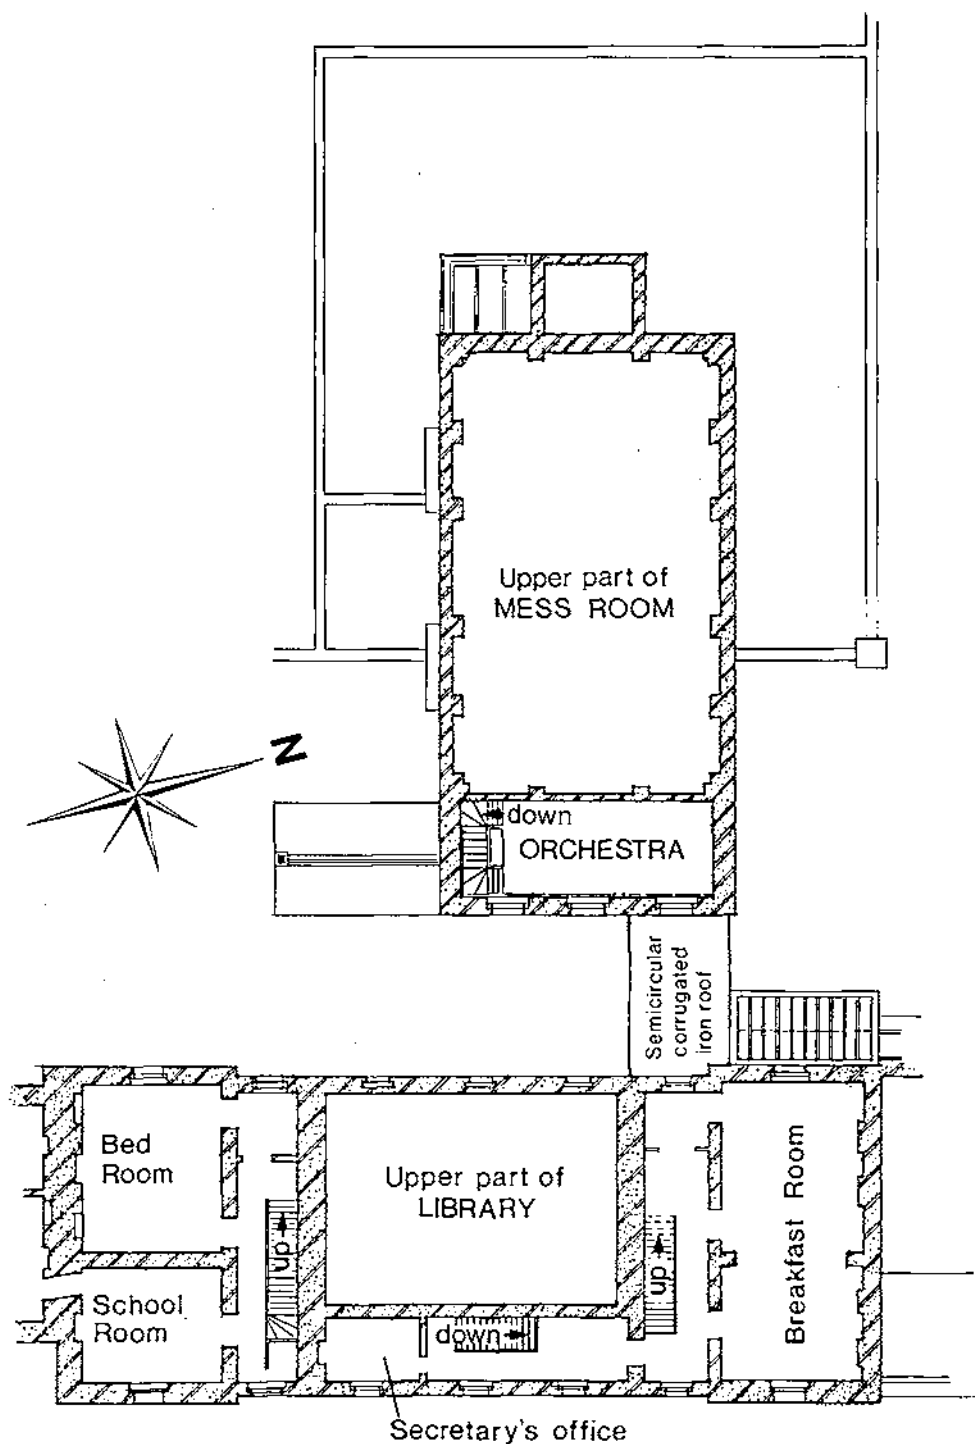 Upper part of
MESS ROOM
N
down
ORCHESTRA
Semicircular
corrugated
iron roof
Bed
Room
Upper part of
LIBRARY
Breakfast Room
up
up
School
Room
down
Secretary's office